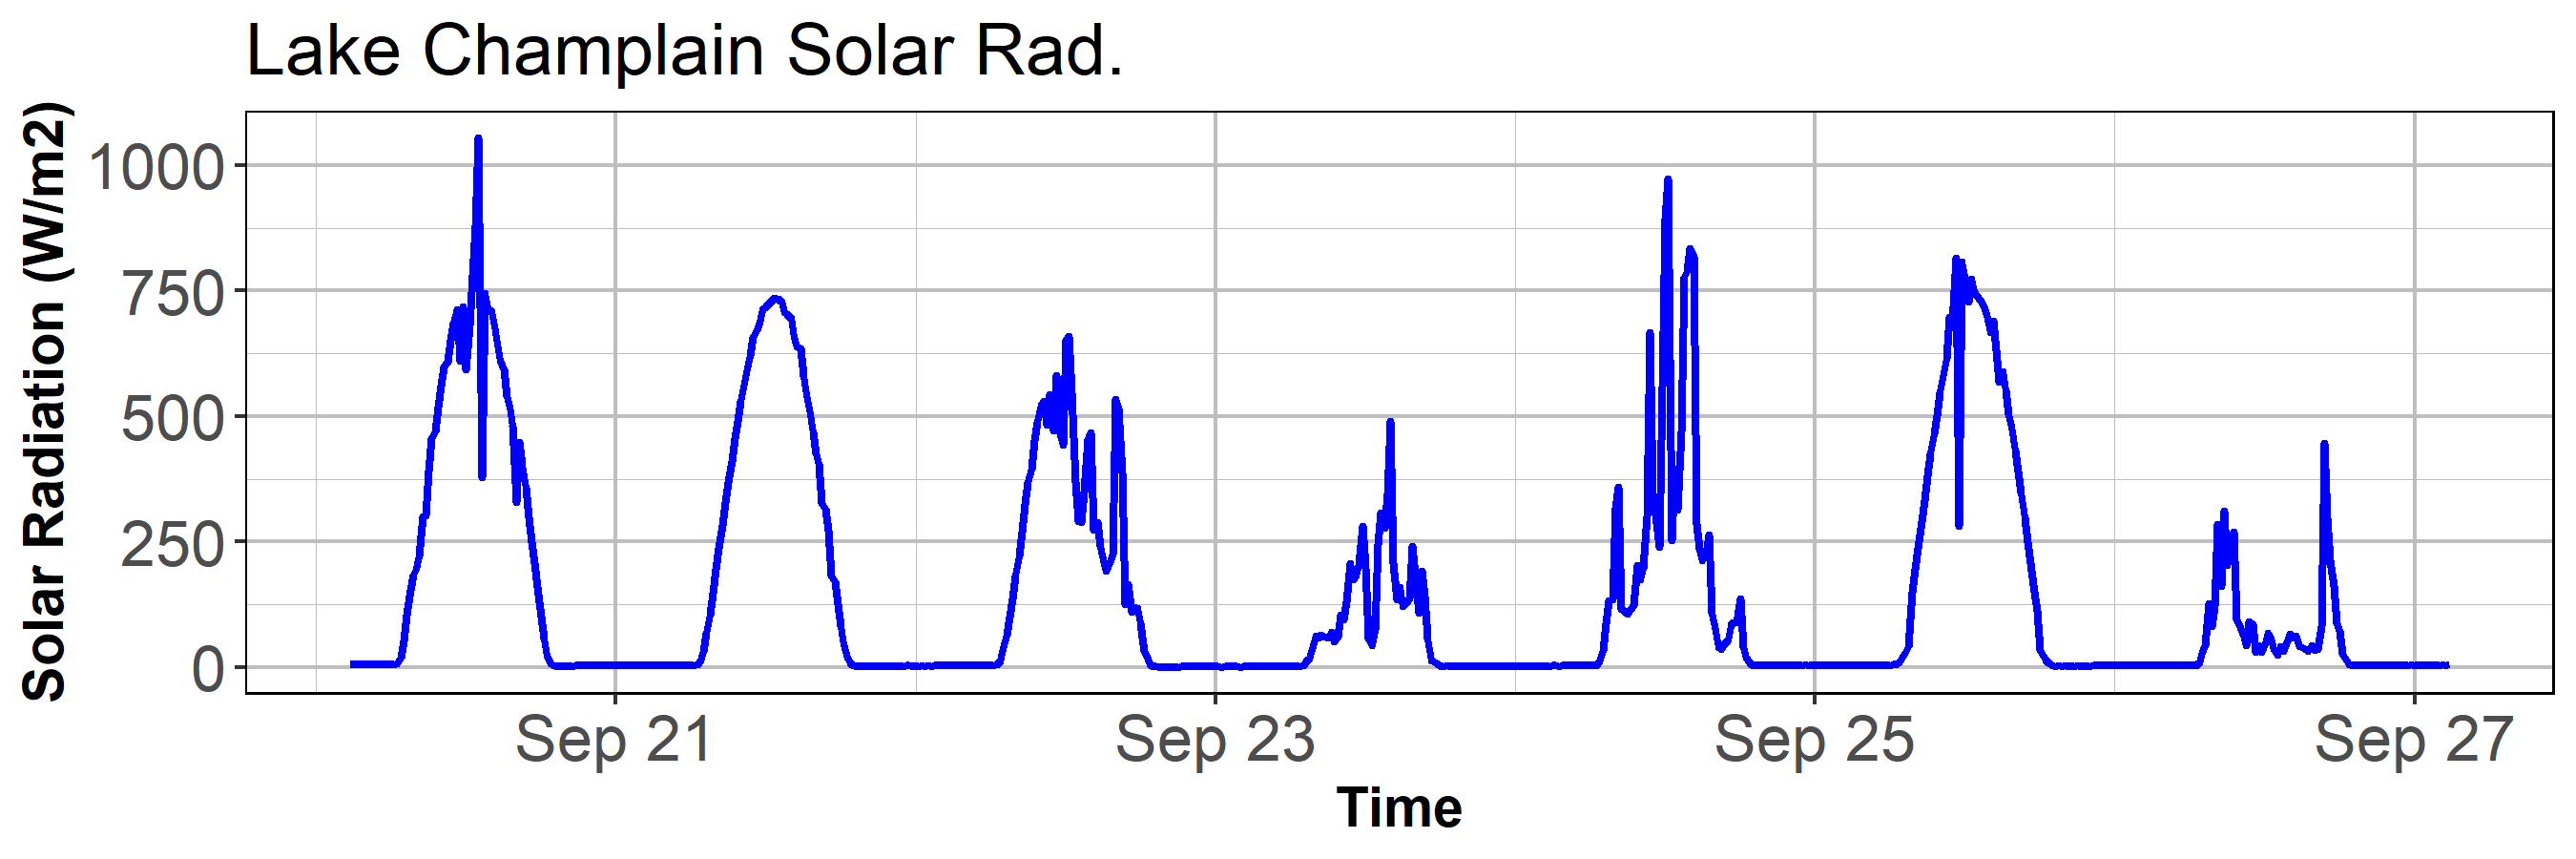 Lake Champlain Solar Rad.
Solar Radiation (W/m2)
1000
750
500
250
0
Sep 21
Sep 23
Sep 25
Sep 27
Time